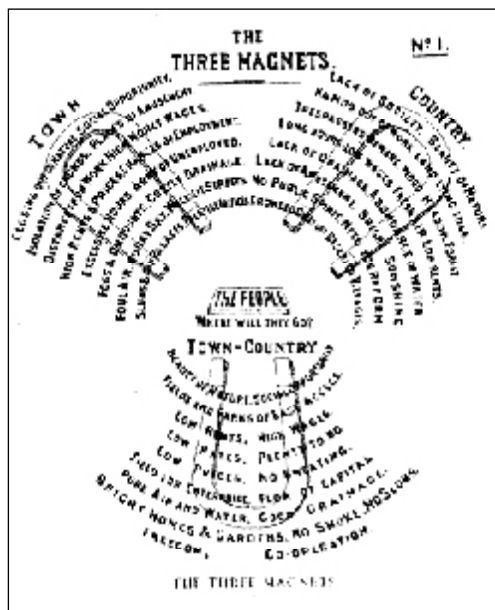 THE
THREE MAGNETS.
Nº 1.
TOWN
CLOSING OUT OF NATURE. SOCIAL OPPORTUNITY.
ISOLATION OF CROWDS. PLACES OF AMUSEMENT.
DISTANCE FROM WORK. HIGH MONEY WAGES.
HIGH RENTS & PRICES. CHANCES OF EMPLOYMENT.
EXCESSIVE HOURS. ARMY OF UNEMPLOYED.
FOGS & DROUGHTS. COSTLY DRAINAGE.
FOUL AIR. MURKY SKY. STREETS.
SLUMS & PALACES. EDIFICES.
COUNTRY.
LACK OF SOCIETY. BEAUTY OF NATURE.
HANDS OUT OF WORK. LAND LYING IDLE.
TRESPASSERS BEWARE. WOOD, MEADOW, FOREST.
LONG HOURS LOW WAGES. FRESH AIR LOW RENTS.
LACK OF DRAINAGE. ABUNDANCE OF WATER.
LACK OF AMUSEMENT. BRIGHT SUNSHINE.
NO PUBLIC SPIRIT. NEED FOR REFORM.
CROWDED VILLAGES.
THE PEOPLE
WHERE WILL THEY GO?
TOWN-COUNTRY
BEAUTY OF NATURE. SOCIAL OPPORTUNITY.
FIELDS AND PARKS OF EASY ACCESS.
LOW RENTS, HIGH WAGES.
LOW RATES, PLENTY TO DO.
LOW PRICES, NO SWEATING.
FIELD FOR ENTERPRISE, FLOW OF CAPITAL.
PURE AIR AND WATER, GOOD DRAINAGE.
BRIGHT HOMES & GARDENS, NO SMOKE, NO SLUMS.
FREEDOM. CO-OPERATION.
THE THREE MAGNETS